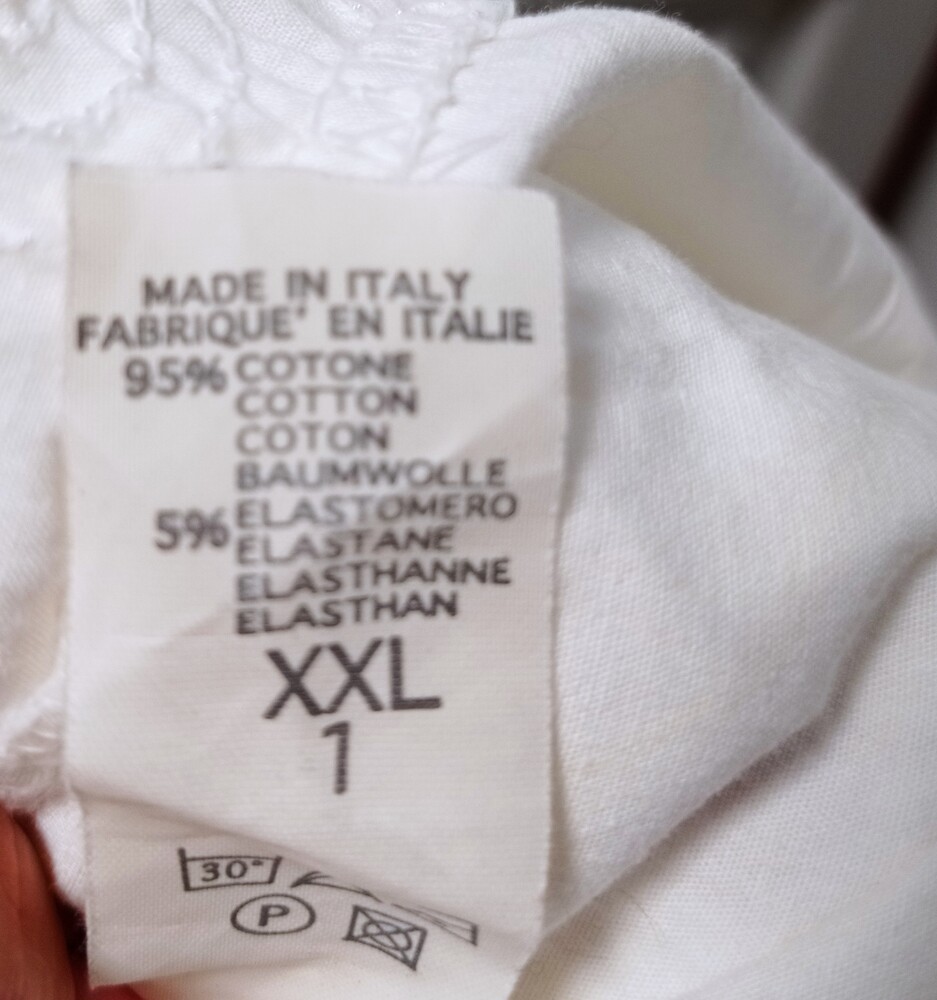 MADE IN ITALY
FABRIQUE' EN ITALIE
95% COTONE
COTTON
COTON
BAUMWOLLE
5% ELASTOMERO
ELASTANE
ELASTHANNE
ELASTHAN
XXL
1
30°
P